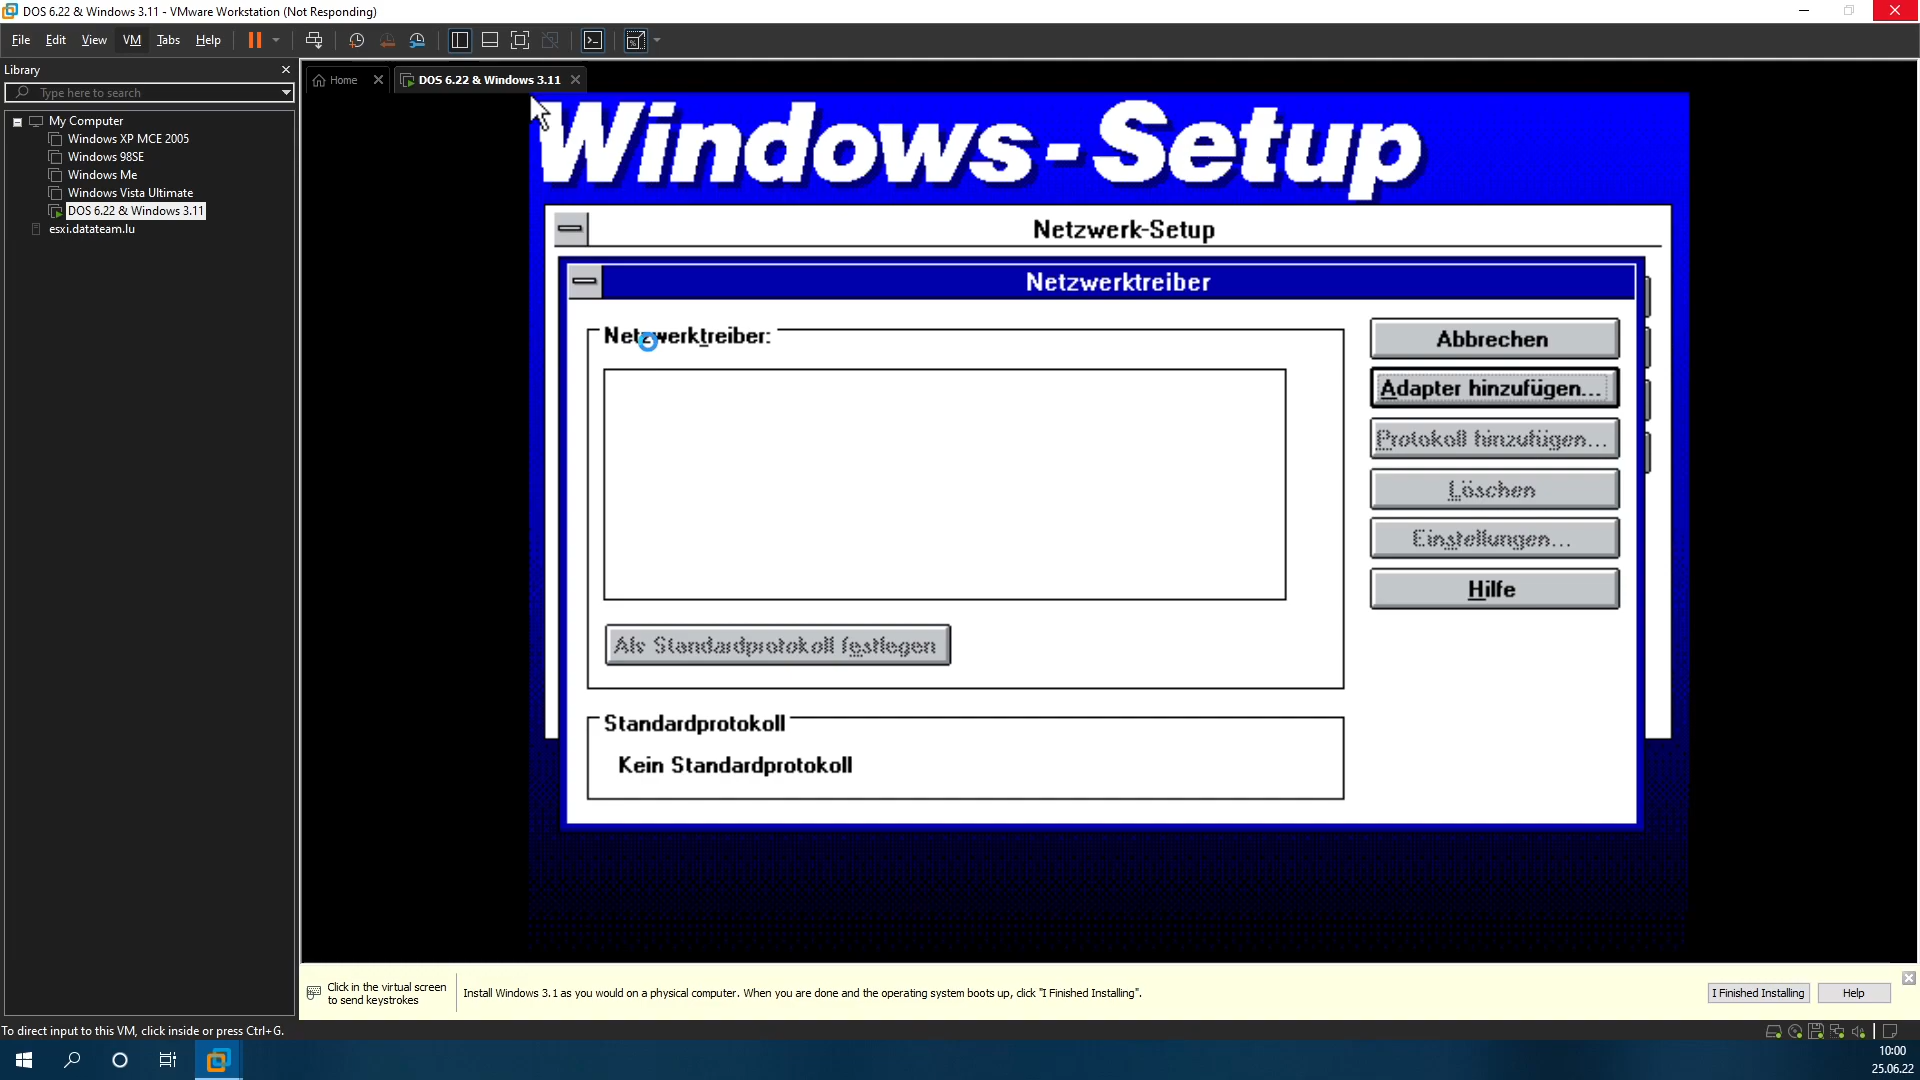 DOS 6.22 & Windows 3.11 - VMware Workstation (Not Responding)
File Edit View VM Tabs Help
Library
Type here to search
My Computer
Windows XP MCE 2005
Windows 98SE
Windows Me
Windows Vista Ultimate
DOS 6.22 & Windows 3.11
esxi.datateam.lu
Home
DOS 6.22 & Windows 3.11
Windows-Setup
Netzwerk-Setup
Netzwerktreiber
Netzwerktreiber:
Abbrechen
Adapter hinzufügen...
Protokoll hinzufügen...
Löschen
Einstellungen...
Hilfe
Als Standardprotokoll festlegen
Standardprotokoll
Kein Standardprotokoll
Click in the virtual screen
to send keystrokes
Install Windows 3.1 as you would on a physical computer. When you are done and the operating system boots up, click "I Finished Installing".
I Finished Installing
Help
To direct input to this VM, click inside or press Ctrl+G.
10:00
25.06.22